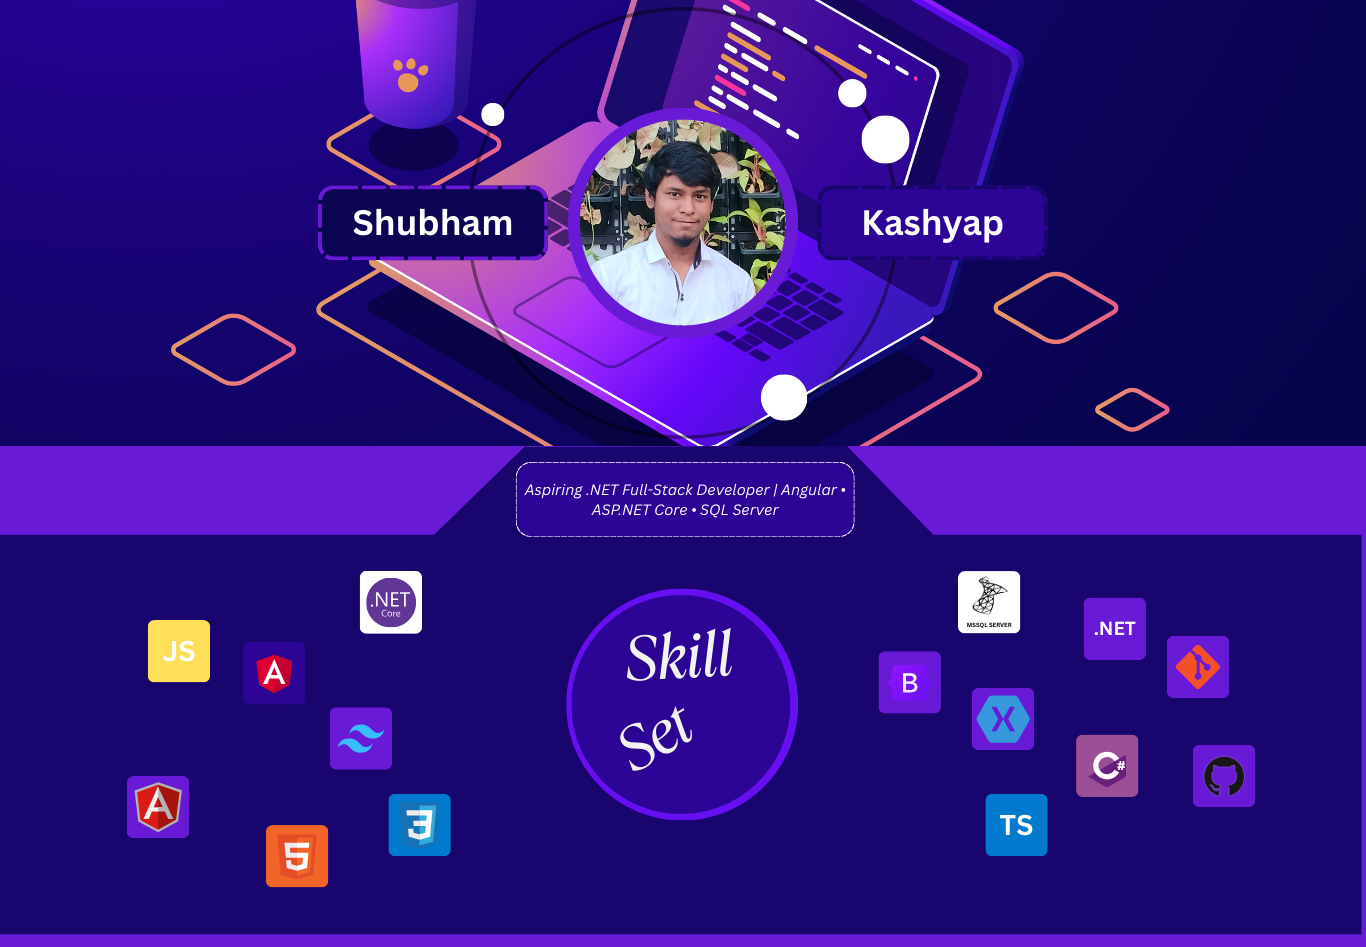 Shubham
Kashyap
Aspiring .NET Full-Stack Developer | Angular •
ASP.NET Core • SQL Server
.NET
Core
JS
A
A
5
3
Skill
Set
MSSQL SERVER
.NET
B
X
C#
TS